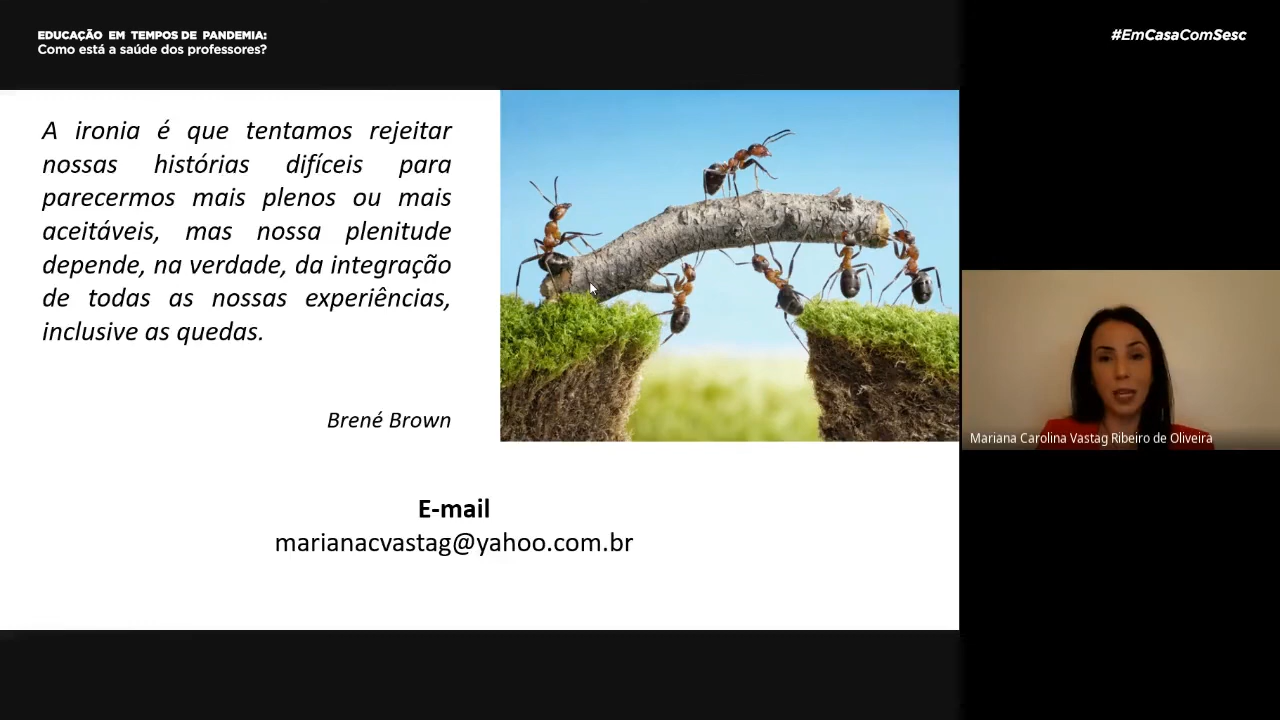 EDUCAÇÃO EM TEMPOS DE PANDEMIA:
Como está a saúde dos professores?
#EmCasaComSesc
A ironia é que tentamos rejeitar
nossas histórias difíceis para
parecermos mais plenos ou mais
aceitáveis, mas nossa plenitude
depende, na verdade, da integração
de todas as nossas experiências,
inclusive as quedas.
Brené Brown
E-mail
marianacvastag@yahoo.com.br
Mariana Carolina Vastag Ribeiro de Oliveira